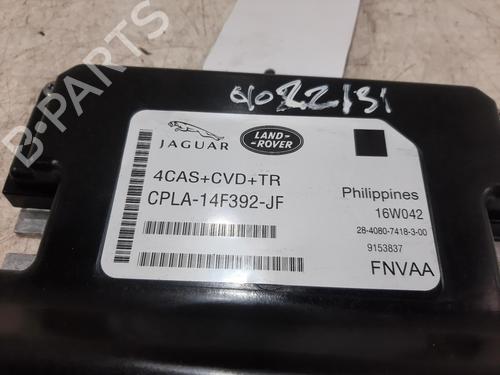 9022131
JAGUAR
LAND-
-ROVER
4CAS+CVD+TR
CPLA-14F392-JF
Philippines
16W042
28-4080-7418-3-00
9153837
FNVAA
B-PARTS